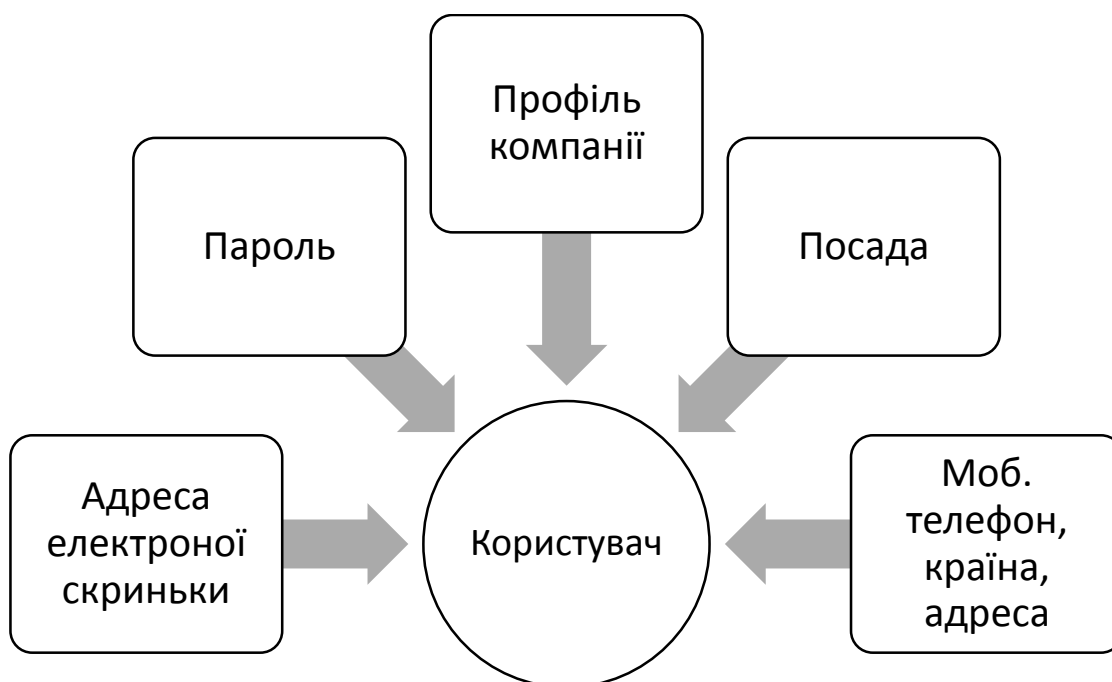 Профіль
компанії
Пароль
Посада
Адреса
електроної
скриньки
Користувач
Моб.
телефон,
країна,
адреса